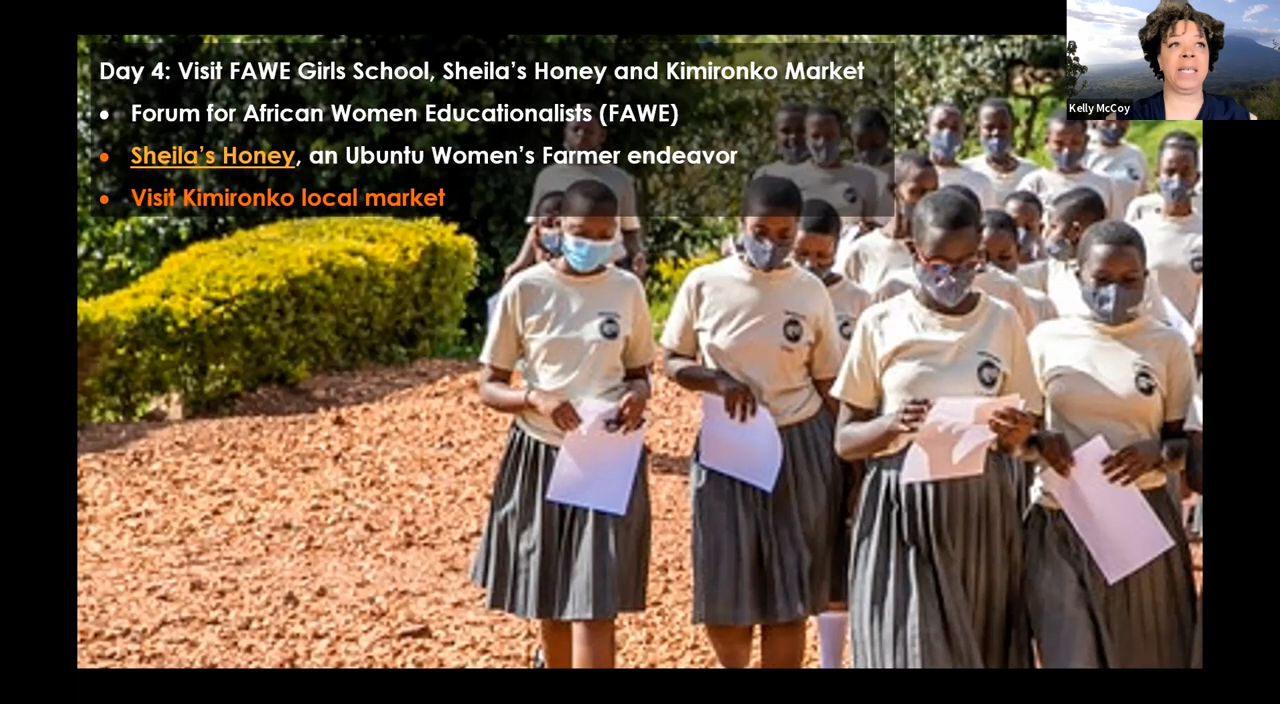 Day 4: Visit FAWE Girls School, Sheila’s Honey and Kimironko Market
• Forum for African Women Educationalists (FAWE)
• Sheila’s Honey, an Ubuntu Women’s Farmer endeavor
• Visit Kimironko local market
Kelly McCoy